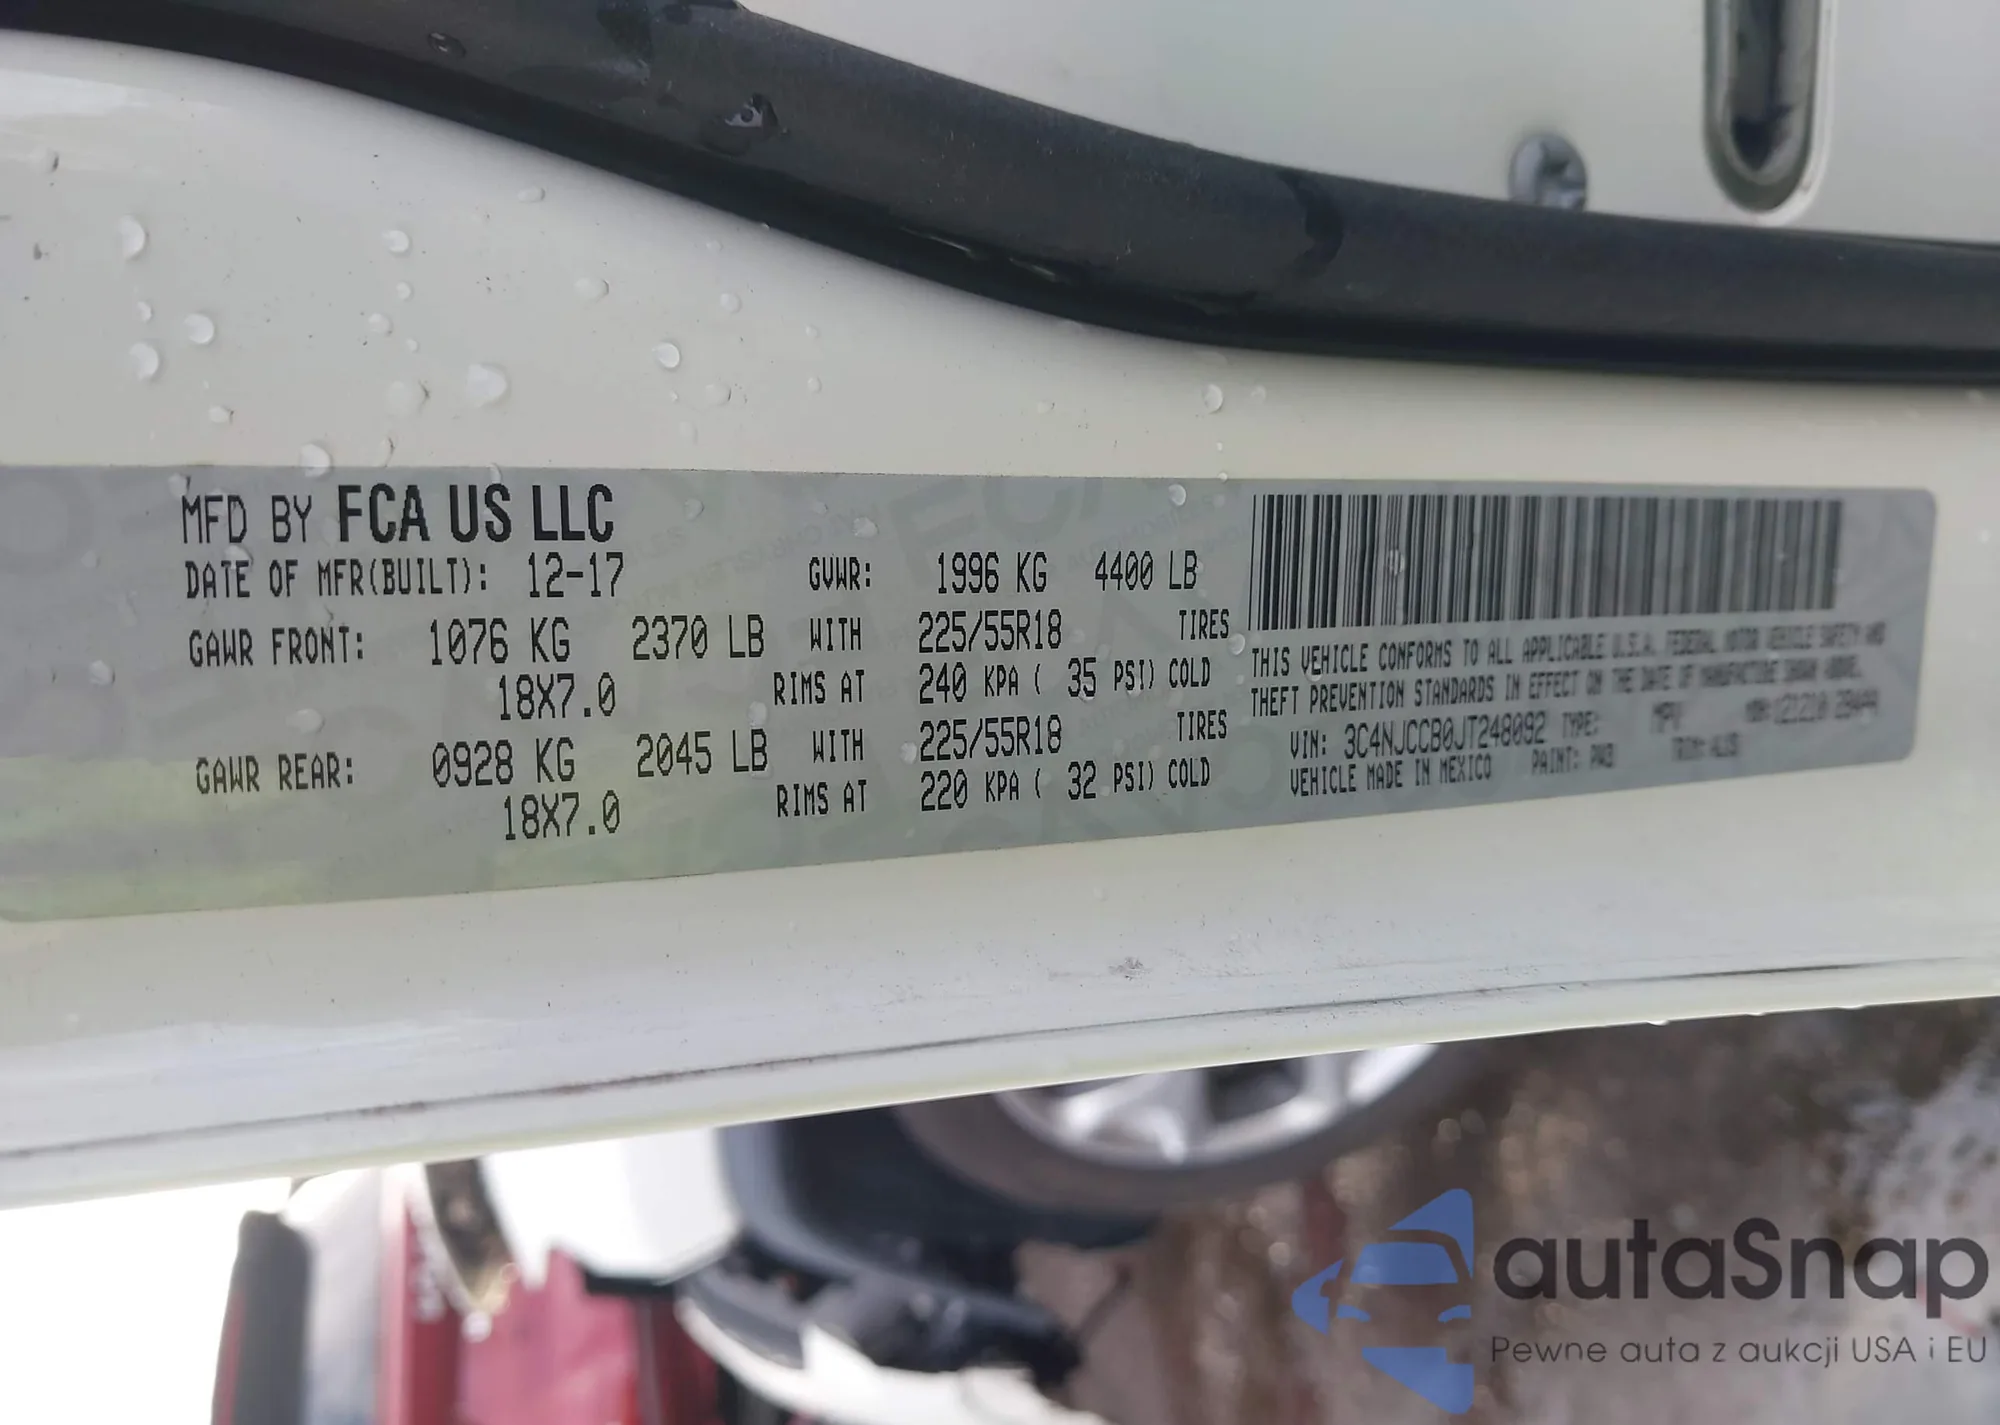 MFD BY FCA US LLC
DATE OF MFR(BUILT): 12-17 GVWR: 1996 KG 4400 LB
GAWR FRONT: 1076 KG 2370 LB WITH 225/55R18 TIRES
18X7.0 RIMS AT 240 KPA ( 35 PSI) COLD
GAWR REAR: 0928 KG 2045 LB WITH 225/55R18 TIRES
18X7.0 RIMS AT 220 KPA ( 32 PSI) COLD
THIS VEHICLE CONFORMS TO ALL APPLICABLE U.S.A. FEDERAL MOTOR VEHICLE SAFETY AND
THEFT PREVENTION STANDARDS IN EFFECT ON THE DATE OF MANUFACTURE SHOWN ABOVE.
VIN: 3C4NJCCB0JT248092 TYPE: MPV
VEHICLE MADE IN MEXICO PAINT: PW3 TRIM:
autaSnap
Pewne auta z aukcji USA i EU